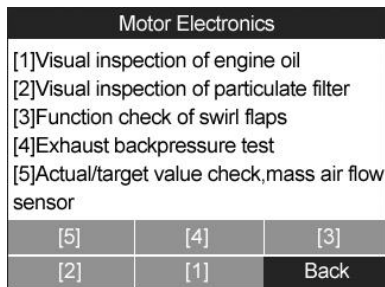 Motor Electronics
[1]Visual inspection of engine oil
[2]Visual inspection of particulate filter
[3]Function check of swirl flaps
[4]Exhaust backpressure test
[5]Actual/target value check,mass air flow
sensor
[5] [4] [3]
[2] [1] Back